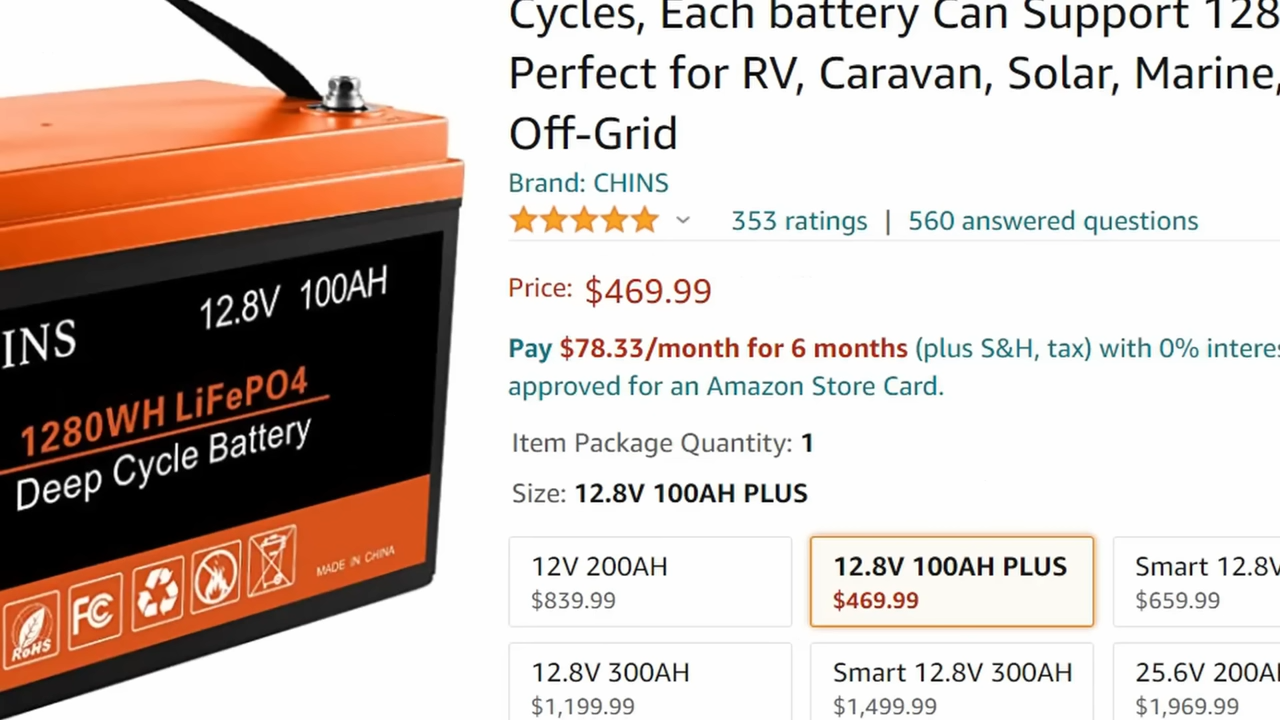 Cycles, Each battery Can Support 128
Perfect for RV, Caravan, Solar, Marine,
Off-Grid
Brand: CHINS
353 ratings | 560 answered questions
Price: $469.99
Pay $78.33/month for 6 months (plus S&H, tax) with 0% interes
approved for an Amazon Store Card.
Item Package Quantity: 1
Size: 12.8V 100AH PLUS
12V 200AH
$839.99
12.8V 100AH PLUS
$469.99
Smart 12.8V
$659.99
12.8V 300AH
$1,199.99
Smart 12.8V 300AH
$1,499.99
25.6V 200AH
$1,969.99
12.8V 100AH
INS
1280WH LiFePO4
Deep Cycle Battery
RoHS
FC
MADE IN CHINA